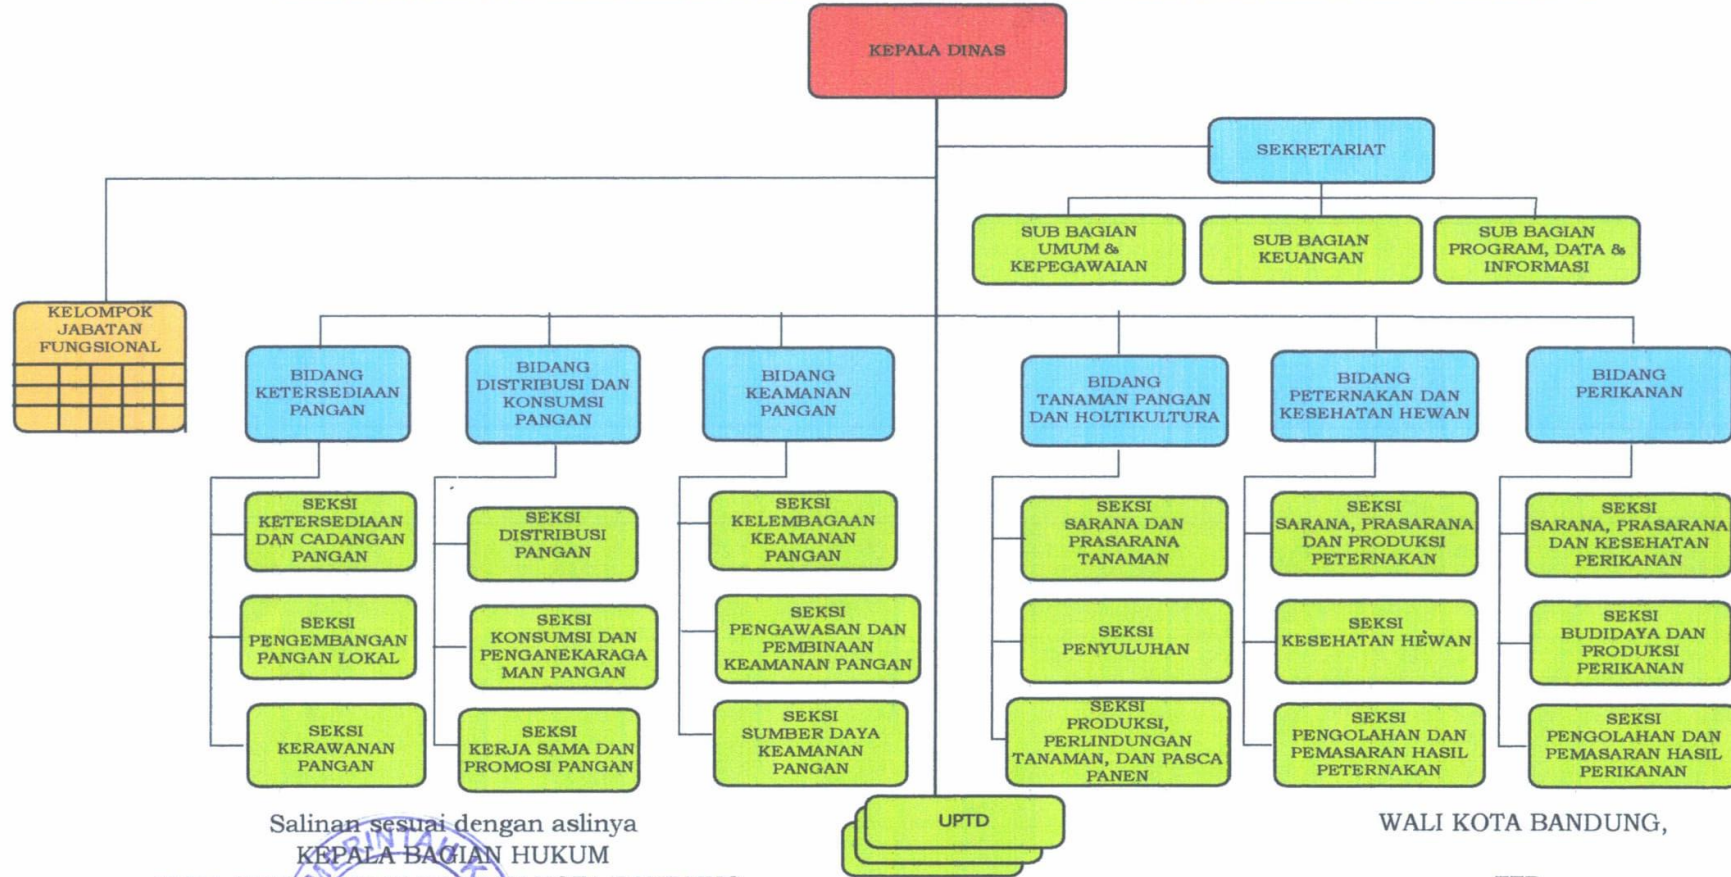 KEPALA DINAS
SEKRETARIAT
SUB BAGIAN
UMUM &
KEPEGAWAIAN
SUB BAGIAN
KEUANGAN
SUB BAGIAN
PROGRAM, DATA &
INFORMASI
KELOMPOK
JABATAN
FUNGSIONAL
BIDANG
KETERSEDIAAN
PANGAN
BIDANG
DISTRIBUSI DAN
KONSUMSI
PANGAN
BIDANG
KEAMANAN
PANGAN
BIDANG
TANAMAN PANGAN
DAN HOLTIKULTURA
BIDANG
PETERNAKAN DAN
KESEHATAN HEWAN
BIDANG
PERIKANAN
SEKSI
KETERSEDIAAN
DAN CADANGAN
PANGAN
SEKSI
DISTRIBUSI
PANGAN
SEKSI
KELEMBAGAAN
KEAMANAN
PANGAN
SEKSI
SARANA DAN
PRASARANA
TANAMAN
SEKSI
SARANA, PRASARANA
DAN PRODUKSI
PETERNAKAN
SEKSI
SARANA, PRASARANA
DAN KESEHATAN
PERIKANAN
SEKSI
PENGEMBANGAN
PANGAN LOKAL
SEKSI
KONSUMSI DAN
PENGANEKARAGA
MAN PANGAN
SEKSI
PENGAWASAN DAN
PEMBINAAN
KEAMANAN PANGAN
SEKSI
PENYULUHAN
SEKSI
KESEHATAN HEWAN
SEKSI
BUDIDAYA DAN
PRODUKSI
PERIKANAN
SEKSI
KERAWANAN
PANGAN
SEKSI
KERJA SAMA DAN
PROMOSI PANGAN
SEKSI
SUMBER DAYA
KEAMANAN
PANGAN
SEKSI
PRODUKSI,
PERLINDUNGAN
TANAMAN, DAN PASCA
PANEN
SEKSI
PENGOLAHAN DAN
PEMASARAN HASIL
PETERNAKAN
SEKSI
PENGOLAHAN DAN
PEMASARAN HASIL
PERIKANAN
UPTD
Salinan sesuai dengan aslinya
KEPALA BAGIAN HUKUM
WALI KOTA BANDUNG,